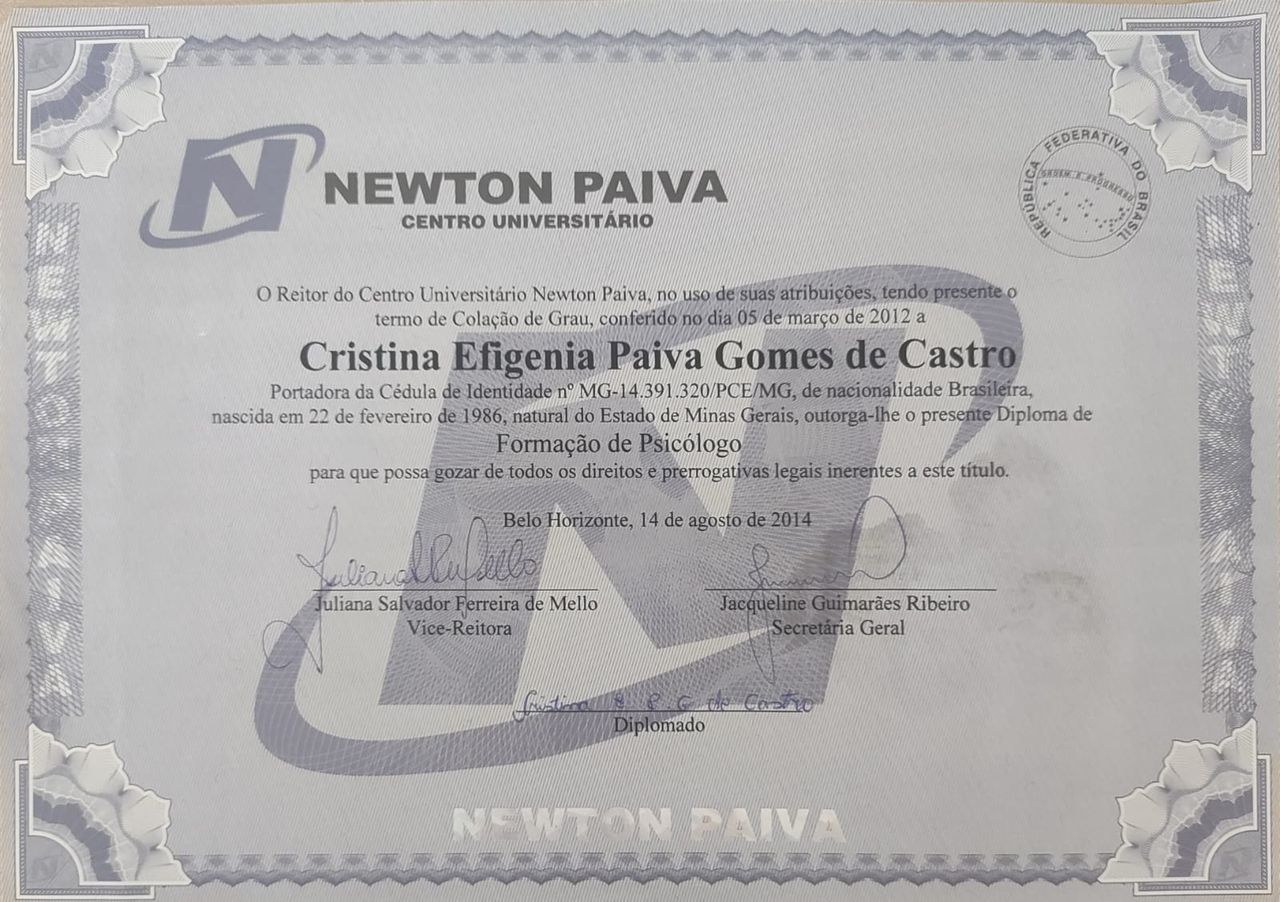 N
NEWTON PAIVA
CENTRO UNIVERSITÁRIO
REPÚBLICA FEDERATIVA DO BRASIL
ORDEM E PROGRESSO
O Reitor do Centro Universitário Newton Paiva, no uso de suas atribuições, tendo presente o
termo de Colação de Grau, conferido no dia 05 de março de 2012 a
Cristina Efigenia Paiva Gomes de Castro
Portadora da Cédula de Identidade nº MG-14.391.320/PCE/MG, de nacionalidade Brasileira,
nascida em 22 de fevereiro de 1986, natural do Estado de Minas Gerais, outorga-lhe o presente Diploma de
Formação de Psicólogo
para que possa gozar de todos os direitos e prerrogativas legais inerentes a este título.
Belo Horizonte, 14 de agosto de 2014
Juliana Salvador Ferreira de Mello
Vice-Reitora
Jacqueline Guimarães Ribeiro
Secretária Geral
Cristina E P G de Castro
Diplomado
NEWTON PAIVA
NEWTON PAIVA
NEWTON PAIVA